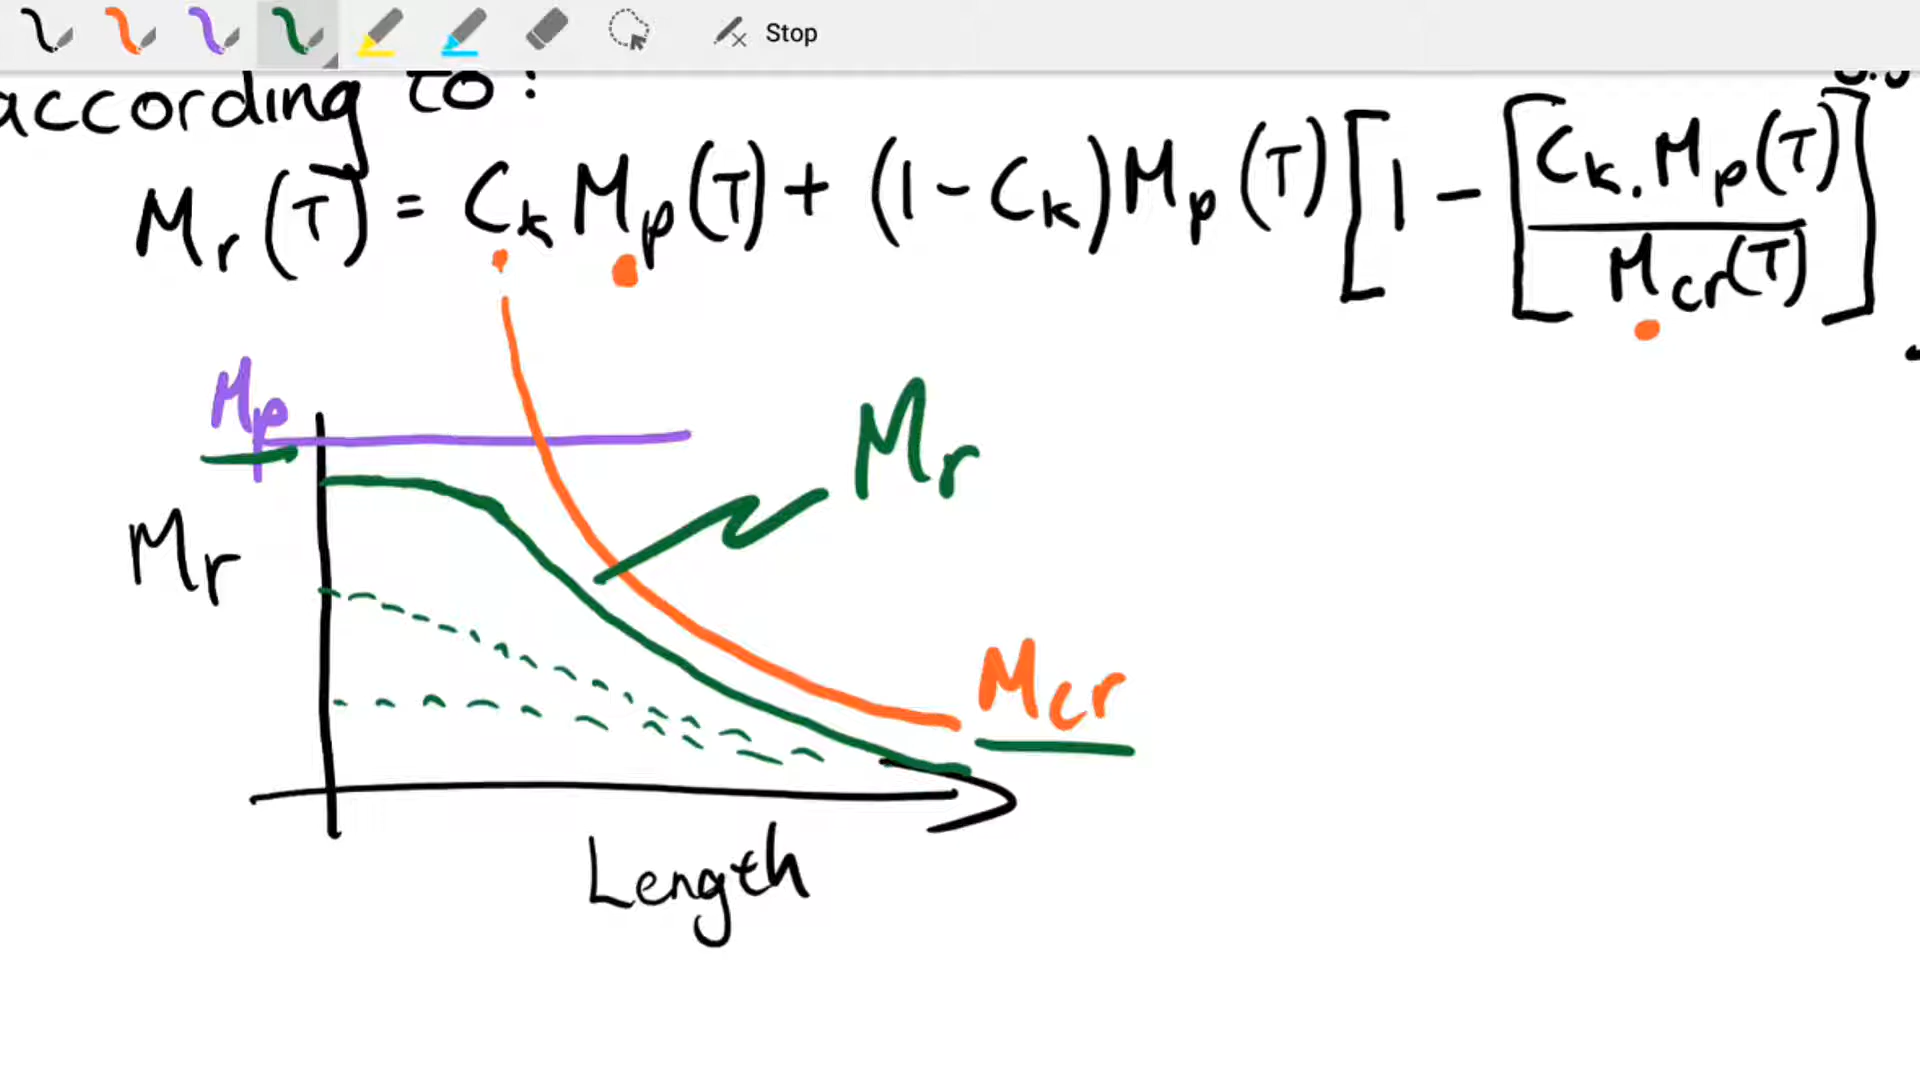 Stop
according to:
Mr(T) = Ck Mp(T) + (1 - Ck) Mp(T) [1 - [Ck. Mp(T) / Mcr(T)]]
Mp
Mr
Mr
Mcr
Length